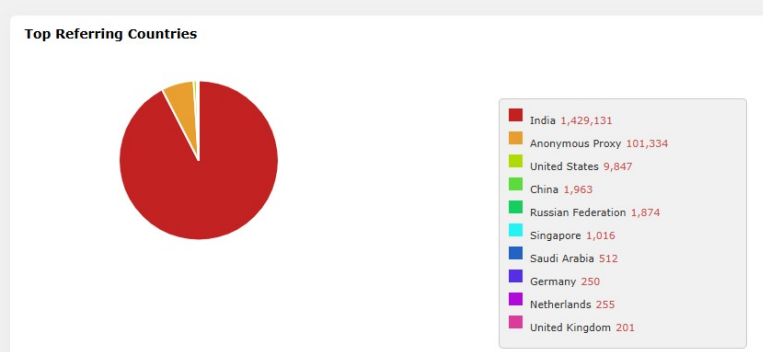 Top Referring Countries
India 1,429,131
Anonymous Proxy 101,334
United States 9,847
China 1,963
Russian Federation 1,874
Singapore 1,016
Saudi Arabia 512
Germany 250
Netherlands 255
United Kingdom 201